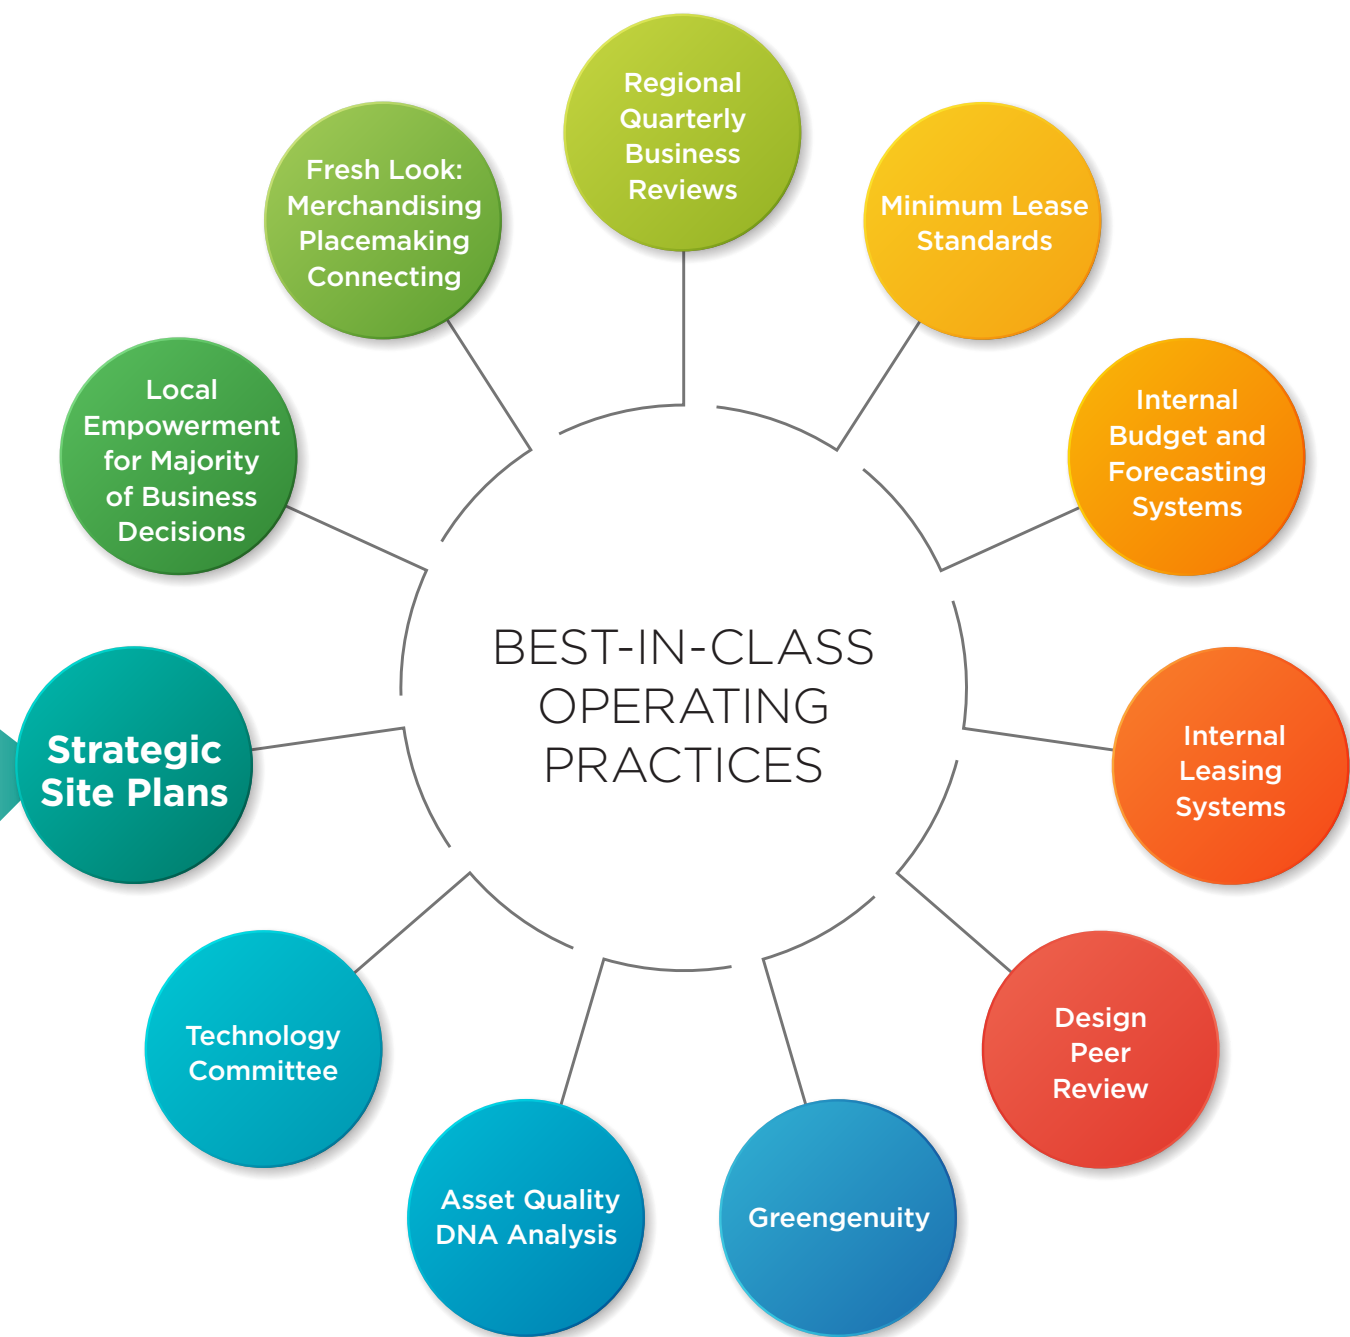 Regional
Quarterly
Business
Reviews
Minimum Lease
Standards
Internal
Budget and
Forecasting
Systems
Internal
Leasing
Systems
Design
Peer
Review
Greengenuity
Asset Quality
DNA Analysis
Technology
Committee
Strategic
Site Plans
Local
Empowerment
for Majority
of Business
Decisions
Fresh Look:
Merchandising
Placemaking
Connecting
BEST-IN-CLASS
OPERATING
PRACTICES